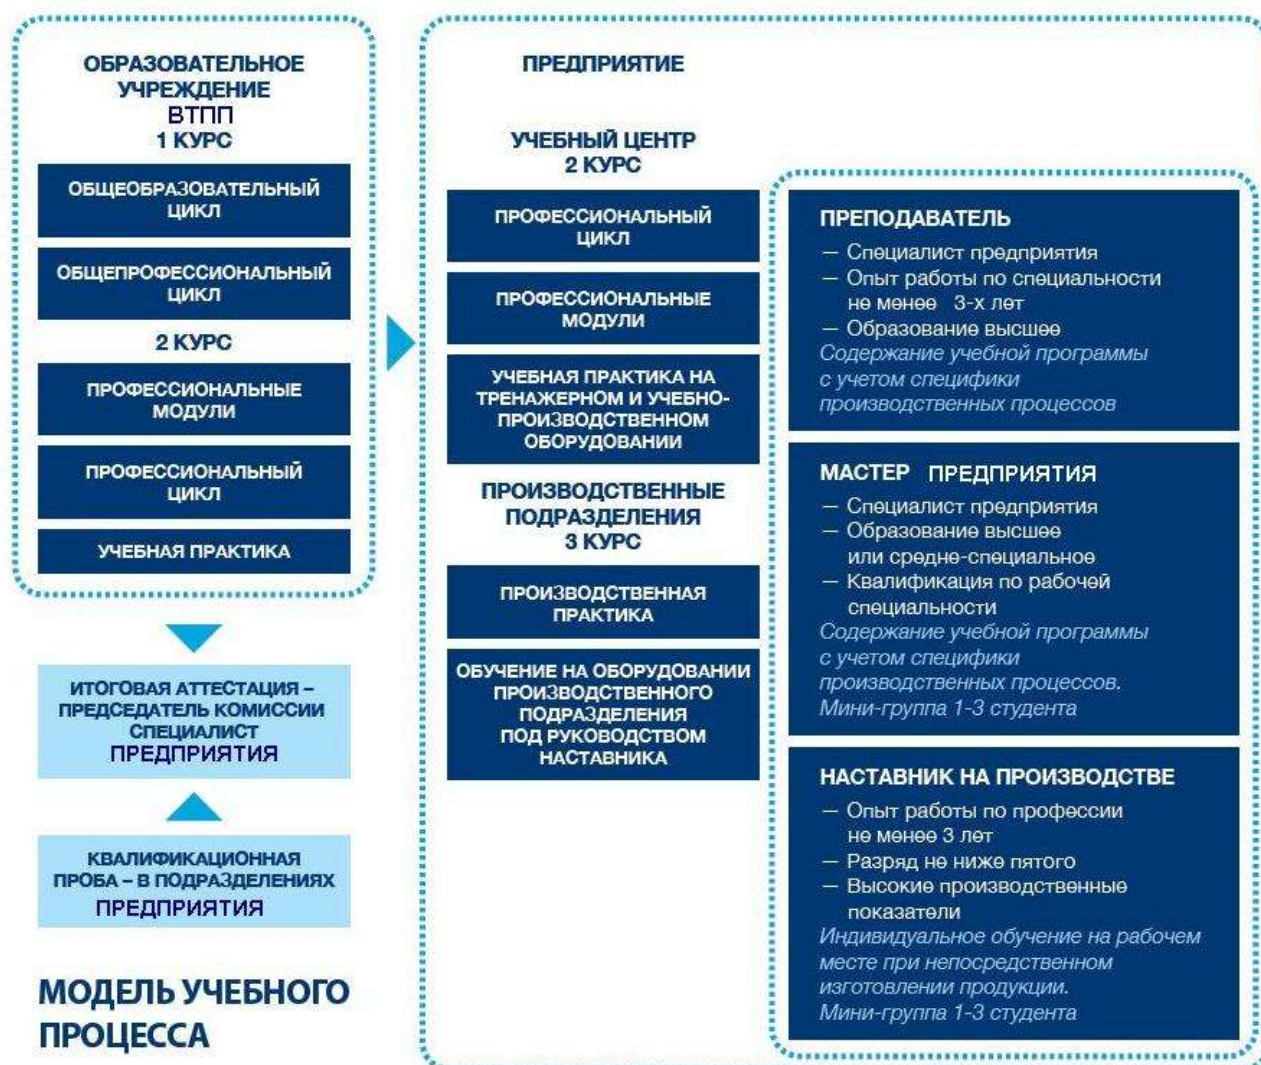 ОБРАЗОВАТЕЛЬНОЕ
УЧРЕЖДЕНИЕ
ВТПП
1 КУРС
ОБЩЕОБРАЗОВАТЕЛЬНЫЙ
ЦИКЛ
ОБЩЕПРОФЕССИОНАЛЬНЫЙ
ЦИКЛ
2 КУРС
ПРОФЕССИОНАЛЬНЫЕ
МОДУЛИ
ПРОФЕССИОНАЛЬНЫЙ
ЦИКЛ
УЧЕБНАЯ ПРАКТИКА
ИТОГОВАЯ АТТЕСТАЦИЯ –
ПРЕДСЕДАТЕЛЬ КОМИССИИ
СПЕЦИАЛИСТ
ПРЕДПРИЯТИЯ
КВАЛИФИКАЦИОННАЯ
ПРОБА – В ПОДРАЗДЕЛЕНИЯХ
ПРЕДПРИЯТИЯ
МОДЕЛЬ УЧЕБНОГО
ПРОЦЕССА
ПРЕДПРИЯТИЕ
УЧЕБНЫЙ ЦЕНТР
2 КУРС
ПРОФЕССИОНАЛЬНЫЙ
ЦИКЛ
ПРОФЕССИОНАЛЬНЫЕ
МОДУЛИ
УЧЕБНАЯ ПРАКТИКА НА
ТРЕНАЖЕРНОМ И УЧЕБНО-
ПРОИЗВОДСТВЕННОМ
ОБОРУДОВАНИИ
ПРОИЗВОДСТВЕННЫЕ
ПОДРАЗДЕЛЕНИЯ
3 КУРС
ПРОИЗВОДСТВЕННАЯ
ПРАКТИКА
ОБУЧЕНИЕ НА ОБОРУДОВАНИИ
ПРОИЗВОДСТВЕННОГО
ПОДРАЗДЕЛЕНИЯ
ПОД РУКОВОДСТВОМ
НАСТАВНИКА
ПРЕПОДАВАТЕЛЬ
— Специалист предприятия
— Опыт работы по специальности
не менее 3-х лет
— Образование высшее
Содержание учебной программы
с учетом специфики
производственных процессов
МАСТЕР ПРЕДПРИЯТИЯ
— Специалист предприятия
— Образование высшее
или средне-специальное
— Квалификация по рабочей
специальности
Содержание учебной программы
с учетом специфики
производственных процессов.
Мини-группа 1-3 студента
НАСТАВНИК НА ПРОИЗВОДСТВЕ
— Опыт работы по профессии
не менее 3 лет
— Разряд не ниже пятого
— Высокие производственные
показатели
Индивидуальное обучение на рабочем
месте при непосредственном
изготовлении продукции.
Мини-группа 1-3 студента